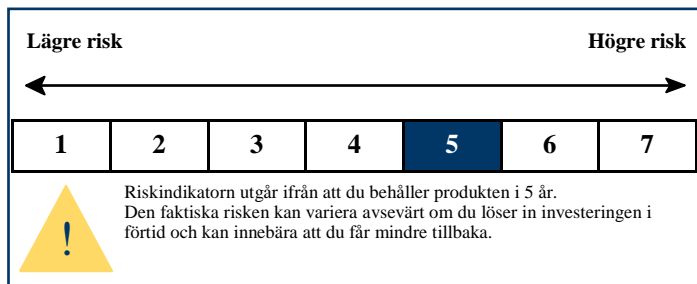 Lägre risk Högre risk
1 2 3 4 5 6 7
Riskindikatorn utgår ifrån att du behåller produkten i 5 år.
Den faktiska risken kan variera avsevärt om du löser in investeringen i
förtid och kan innebära att du får mindre tillbaka.
!